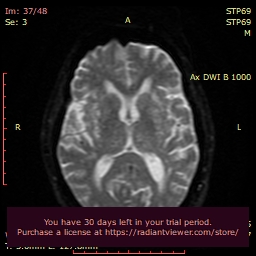 Im: 37/48
Se: 3
STP69
STP69
M
A
Ax DWI B 1000
R
L
You have 30 days left in your trial period.
Purchase a license at https://radiantviewer.com/store/